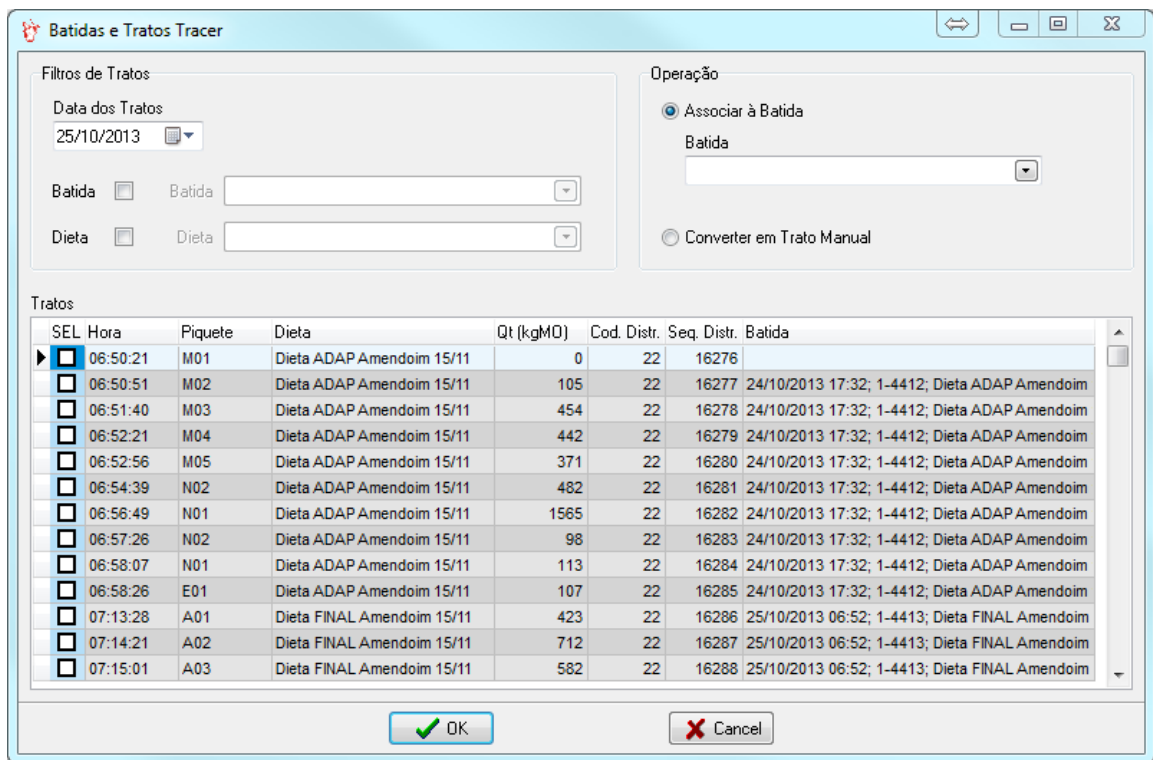 Batidas e Tratos Tracer
Filtros de Tratos
Data dos Tratos
25/10/2013
Batida Batida
Dieta Dieta
Operação
Associar à Batida
Batida
Converter em Trato Manual
Tratos
SEL Hora Piquete Dieta Qt (kgMO) Cod. Distr. Seq. Distr. Batida
06:50:21 M01 Dieta ADAP Amendoim 15/11 0 22 16276
06:50:51 M02 Dieta ADAP Amendoim 15/11 105 22 16277 24/10/2013 17:32; 1-4412; Dieta ADAP Amendoim
06:51:40 M03 Dieta ADAP Amendoim 15/11 454 22 16278 24/10/2013 17:32; 1-4412; Dieta ADAP Amendoim
06:52:21 M04 Dieta ADAP Amendoim 15/11 442 22 16279 24/10/2013 17:32; 1-4412; Dieta ADAP Amendoim
06:52:56 M05 Dieta ADAP Amendoim 15/11 371 22 16280 24/10/2013 17:32; 1-4412; Dieta ADAP Amendoim
06:54:39 N02 Dieta ADAP Amendoim 15/11 482 22 16281 24/10/2013 17:32; 1-4412; Dieta ADAP Amendoim
06:56:49 N01 Dieta ADAP Amendoim 15/11 1565 22 16282 24/10/2013 17:32; 1-4412; Dieta ADAP Amendoim
06:57:26 N02 Dieta ADAP Amendoim 15/11 98 22 16283 24/10/2013 17:32; 1-4412; Dieta ADAP Amendoim
06:58:07 N01 Dieta ADAP Amendoim 15/11 113 22 16284 24/10/2013 17:32; 1-4412; Dieta ADAP Amendoim
06:58:26 E01 Dieta ADAP Amendoim 15/11 107 22 16285 24/10/2013 17:32; 1-4412; Dieta ADAP Amendoim
07:13:28 A01 Dieta FINAL Amendoim 15/11 423 22 16286 25/10/2013 06:52; 1-4413; Dieta FINAL Amendoim
07:14:21 A02 Dieta FINAL Amendoim 15/11 712 22 16287 25/10/2013 06:52; 1-4413; Dieta FINAL Amendoim
07:15:01 A03 Dieta FINAL Amendoim 15/11 582 22 16288 25/10/2013 06:52; 1-4413; Dieta FINAL Amendoim
OK Cancel